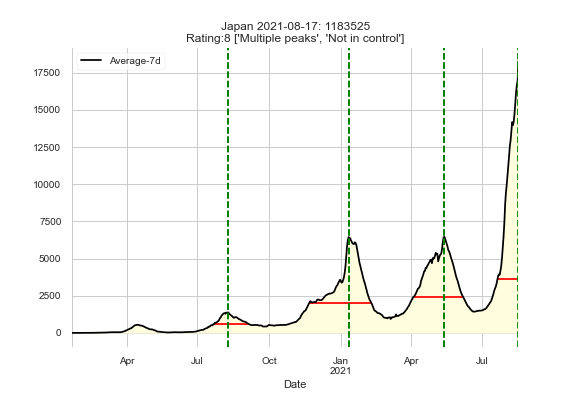 Japan 2021-08-17: 1183525
Rating:8 ['Multiple peaks', 'Not in control']
Average-7d
17500
15000
12500
10000
7500
5000
2500
0
Apr Jul Oct Jan Apr Jul
2021
Date